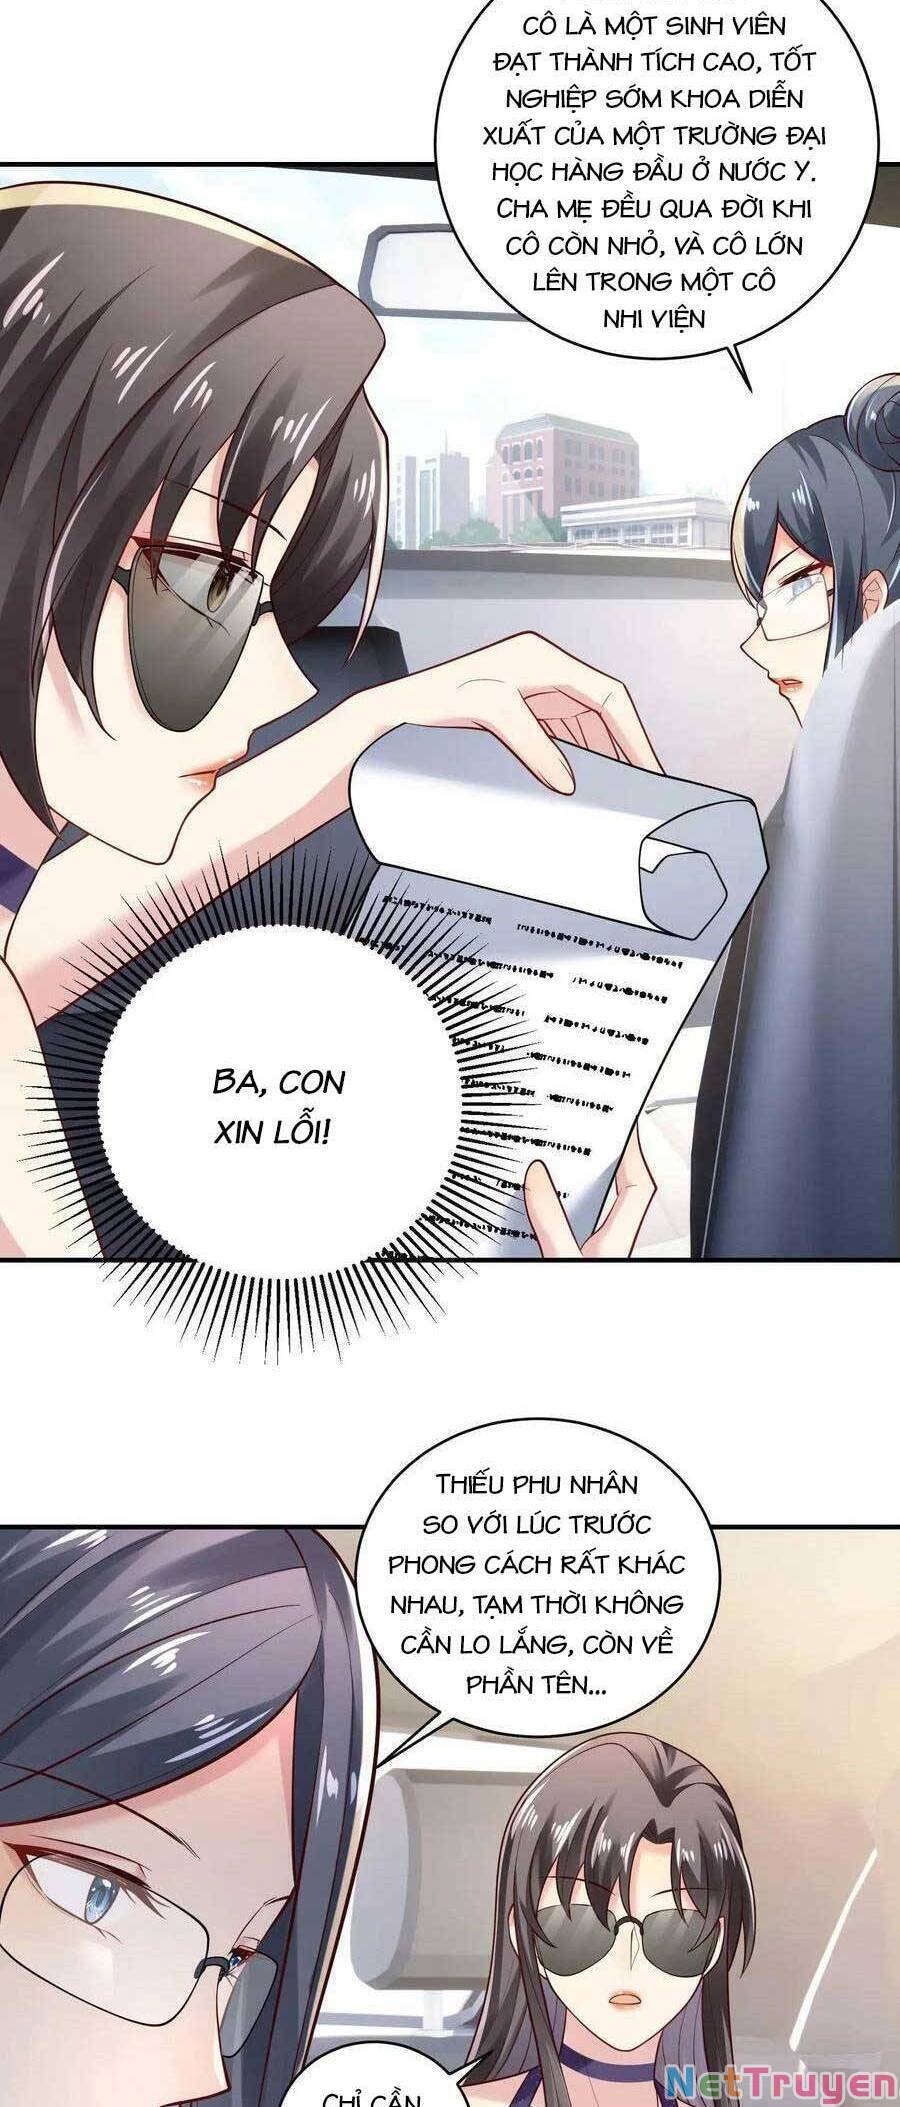 CÔ LÀ MỘT SINH VIÊN
ĐẠT THÀNH TÍCH CAO, TỐT
NGHIỆP SỚM KHOA DIỄN
XUẤT CỦA MỘT TRƯỜNG ĐẠI
HỌC HÀNG ĐẦU Ở NƯỚC Y.
CHA MẸ ĐỀU QUA ĐỜI KHI
CÔ CÒN NHỎ, VÀ CÔ LỚN
LÊN TRONG MỘT CÔ
NHI VIỆN
BA, CON
XIN LỖI!
THIẾU PHU NHÂN
SO VỚI LÚC TRƯỚC
PHONG CÁCH RẤT KHÁC
NHAU, TẠM THỜI KHÔNG
CẦN LO LẮNG, CÒN VỀ
PHẦN TÊN...
CHỈ CẦN
NetTruyen